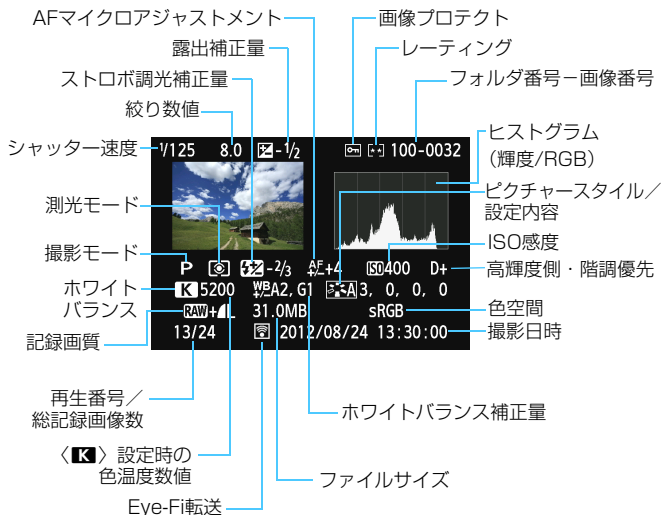 AFマイクロアジャストメント
画像プロテクト
露出補正量
レーティング
ストロボ調光補正量
フォルダ番号－画像番号
絞り数値
シャッター速度
1/125 8.0 -1/2 100-0032
ヒストグラム
（輝度/RGB）
測光モード
ピクチャースタイル／
設定内容
撮影モード
ISO感度
P -2/3 AF±+4 ISO400 D+
高輝度側・階調優先
ホワイト
バランス
K 5200 WB±A2, G1 A3, 0, 0, 0
RAW+L 31.0MB sRGB
色空間
記録画質
13/24 2012/08/24 13:30:00
撮影日時
再生番号／
総記録画像数
ホワイトバランス補正量
〈K〉設定時の
色温度数値
ファイルサイズ
Eye-Fi転送